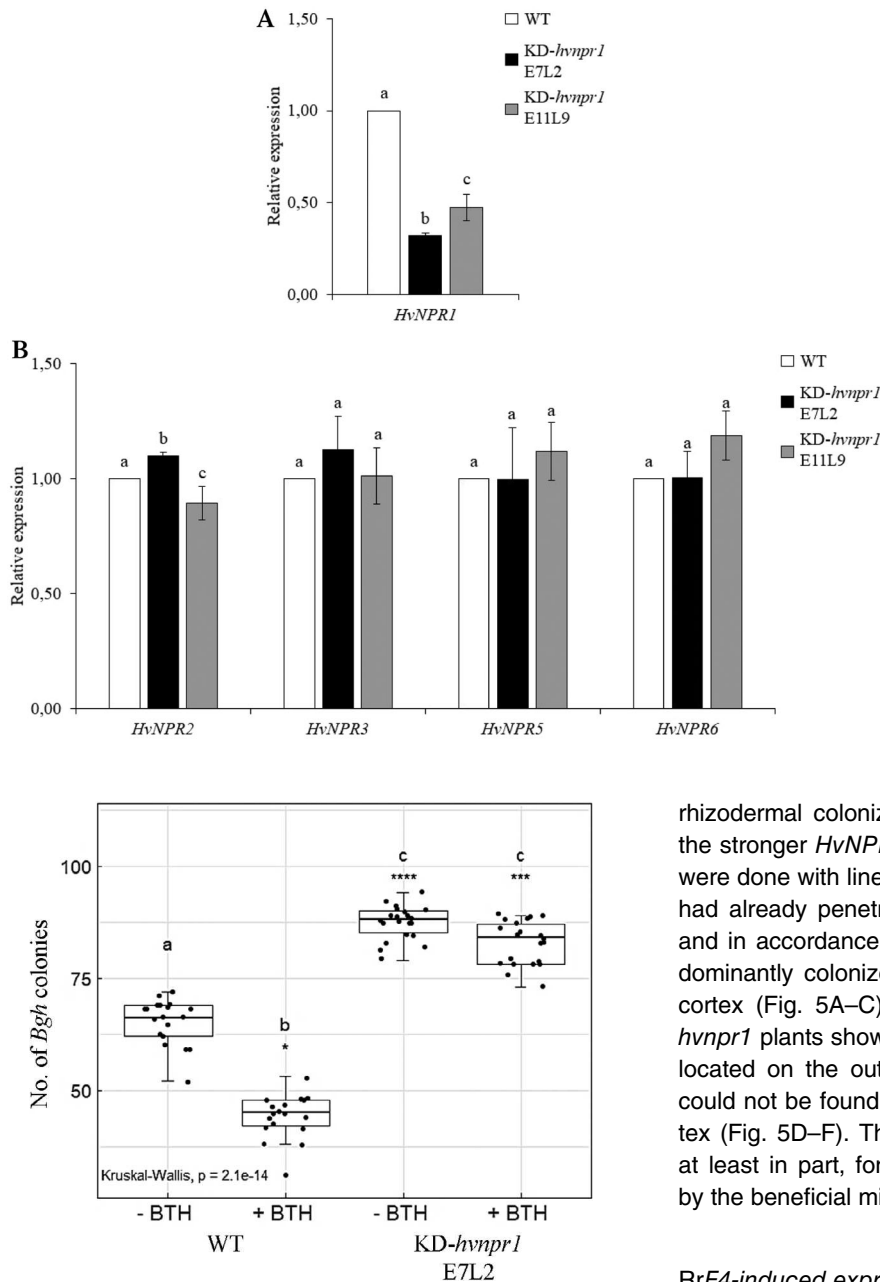 A
1,50
1,00
0,50
0,00
Relative expression
a
b
c
HvNPR1
WT
KD-hvnpr1
E7L2
KD-hvnpr1
E11L9
B
1,50
1,00
0,50
0,00
Relative expression
a
b
c
a
a
a
a
a
a
a
a
a
HvNPR2
HvNPR3
HvNPR5
HvNPR6
WT
KD-hvnpr1
E7L2
KD-hvnpr1
E11L9
No. of Bgh colonies
100
75
50
a
b
*
c
****
c
***
Kruskal-Wallis, p = 2.1e-14
- BTH
+ BTH
- BTH
+ BTH
WT
KD-hvnpr1
E7L2
rhizodermal coloniz
the stronger HvNPR
were done with line
had already penetr
and in accordance
dominantly colonize
cortex (Fig. 5A–C)
hvnpr1 plants show
located on the out
could not be found
tex (Fig. 5D–F). Th
at least in part, for
by the beneficial mi
RrF4-induced expr